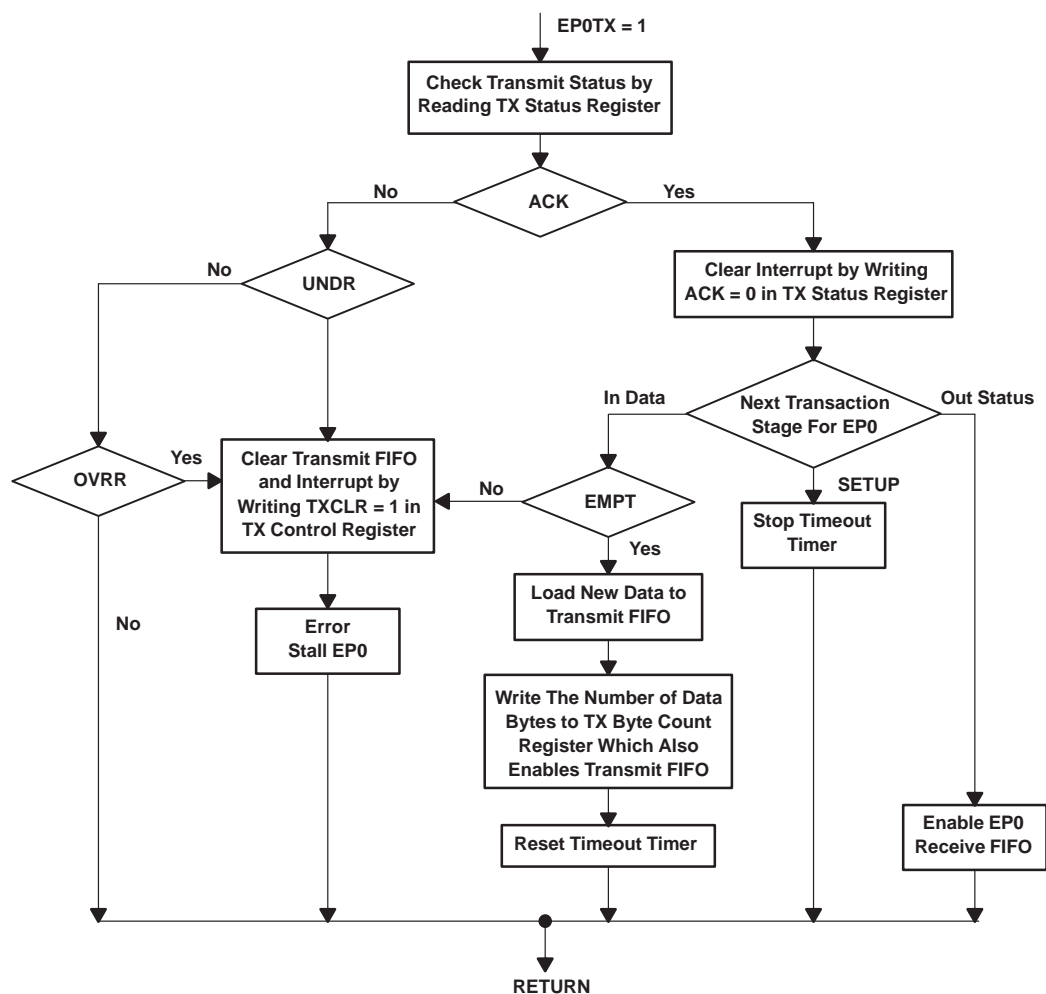 EP0TX = 1
Check Transmit Status by
Reading TX Status Register
No
ACK
Yes
No
UNDR
Clear Interrupt by Writing
ACK = 0 in TX Status Register
In Data
Next Transaction
Stage For EP0
Out Status
OVRR
Yes
Clear Transmit FIFO
and Interrupt by
Writing TXCLR = 1 in
TX Control Register
No
EMPT
SETUP
Stop Timeout
Timer
Yes
Load New Data to
Transmit FIFO
No
Error
Stall EP0
Write The Number of Data
Bytes to TX Byte Count
Register Which Also
Enables Transmit FIFO
Reset Timeout Timer
Enable EP0
Receive FIFO
RETURN